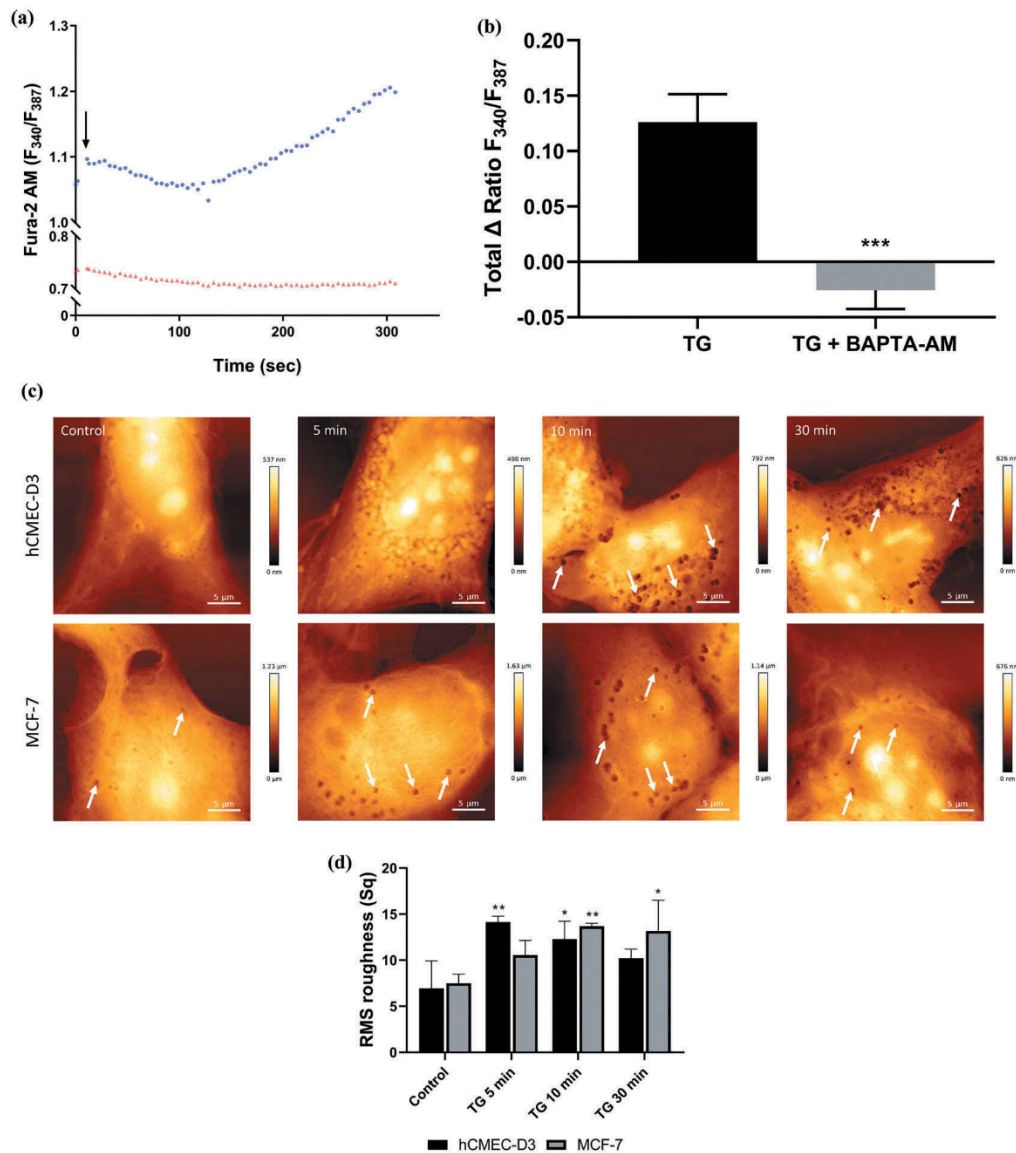 (a)
1.3
1.2
1.1
1.0
0.8
0.7
0
Fura-2 AM (F340/F387)
0 100 200 300
Time (sec)
(b)
0.20
0.15
0.10
0.05
0.00
-0.05
Total Δ Ratio F340/F387
***
TG TG + BAPTA-AM
(c)
hCMEC-D3
Control
537 nm
0 nm
5 μm
5 min
498 nm
0 nm
5 μm
10 min
792 nm
0 nm
5 μm
30 min
626 nm
0 nm
5 μm
MCF-7
1.23 μm
0 μm
5 μm
1.63 μm
0 μm
5 μm
1.14 μm
0 μm
5 μm
676 nm
0 nm
5 μm
(d)
20
15
10
5
0
RMS roughness (Sq)
** * ** *
Control TG 5 min TG 10 min TG 30 min
hCMEC-D3 MCF-7